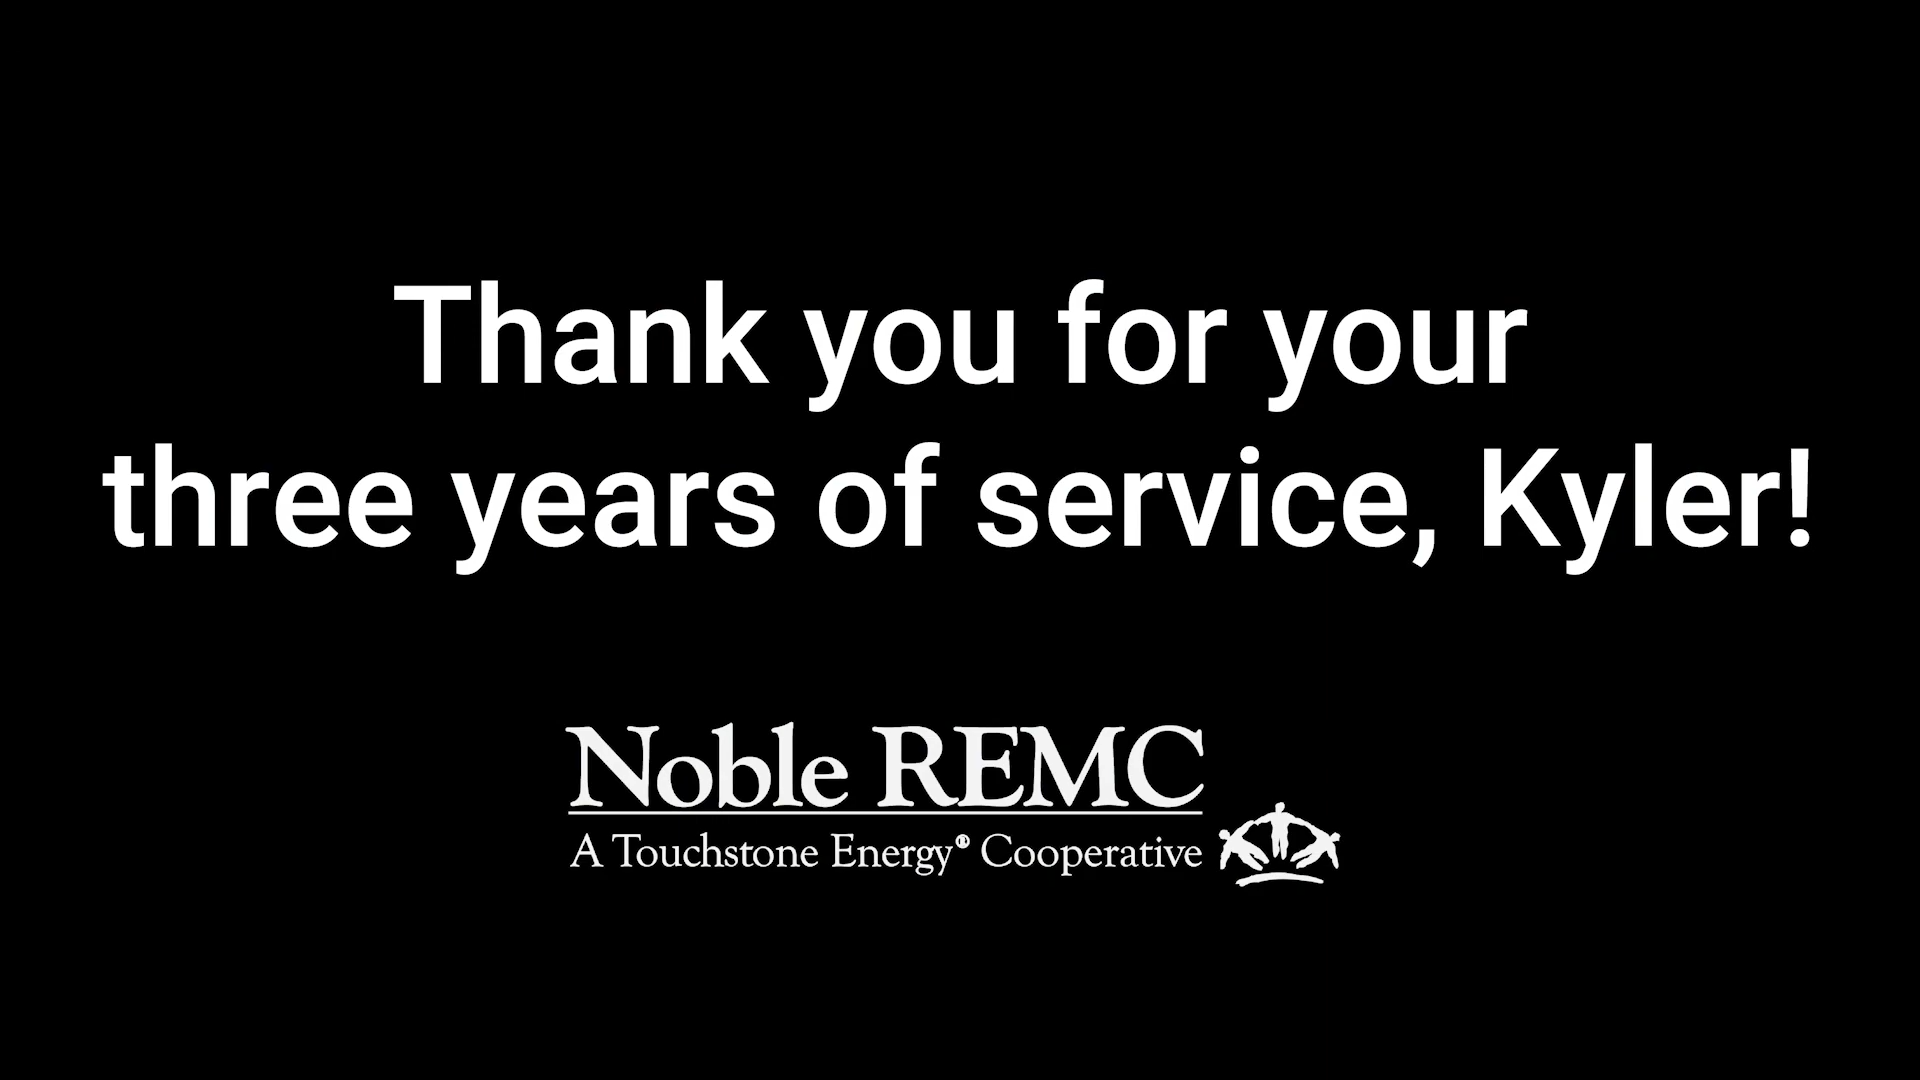 Thank you for your
three years of service, Kyler!
Noble REMC
A Touchstone Energy® Cooperative